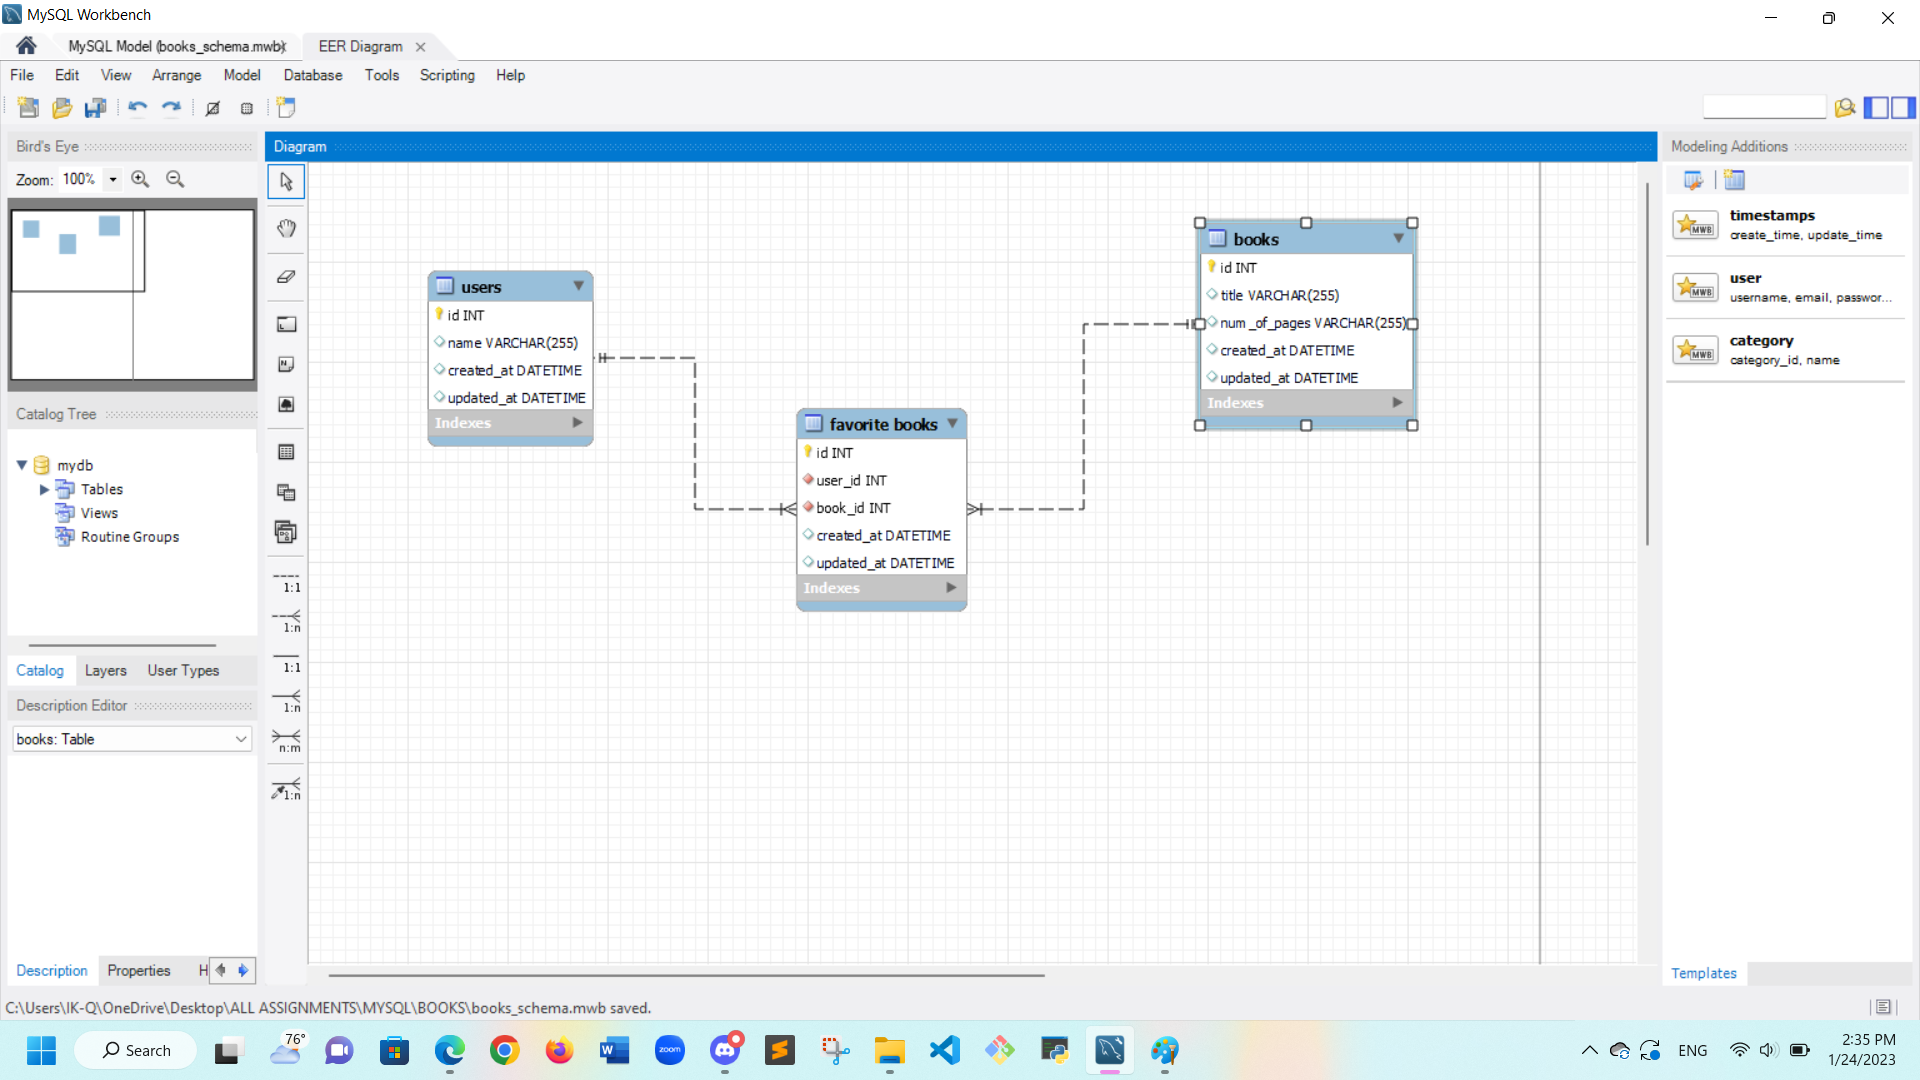 MySQL Workbench
MySQL Model (books_schema.mwb)
EER Diagram
File Edit View Arrange Model Database Tools Scripting Help
Bird's Eye
Zoom: 100%
Catalog Tree
mydb
Tables
Views
Routine Groups
Catalog Layers User Types
Description Editor
books: Table
Description Properties H
Diagram
1:1
1:n
1:1
1:n
n:m
1:n
users
id INT
name VARCHAR(255)
created_at DATETIME
updated_at DATETIME
Indexes
favorite books
id INT
user_id INT
book_id INT
created_at DATETIME
updated_at DATETIME
Indexes
books
id INT
title VARCHAR(255)
num _of_pages VARCHAR(255)
created_at DATETIME
updated_at DATETIME
Indexes
Modeling Additions
MWB
timestamps
create_time, update_time
MWB
user
username, email, passwor...
MWB
category
category_id, name
Templates
C:\Users\IK-Q\OneDrive\Desktop\ALL ASSIGNMENTS\MYSQL\BOOKS\books_schema.mwb saved.
Search
76°
W
zoom
ENG
2:35 PM
1/24/2023